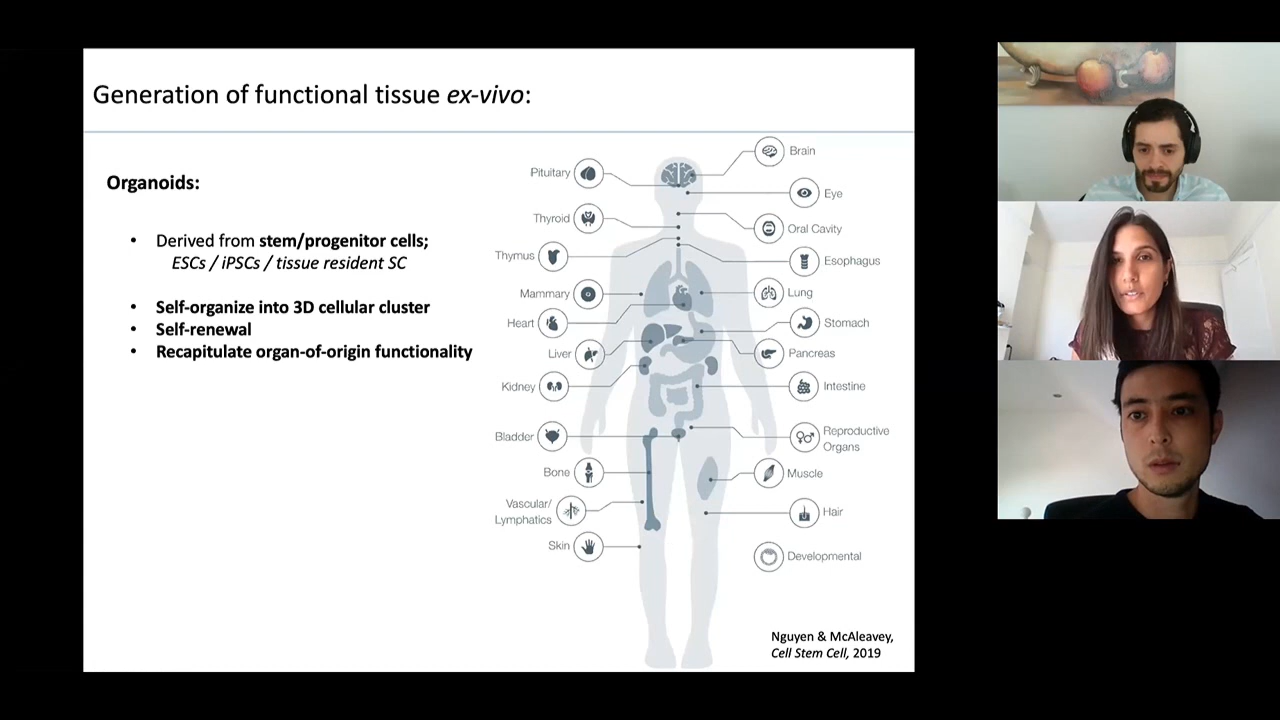 Generation of functional tissue ex-vivo:
Organoids:
• Derived from stem/progenitor cells;
ESCs / iPSCs / tissue resident SC
• Self-organize into 3D cellular cluster
• Self-renewal
• Recapitulate organ-of-origin functionality
Pituitary
Thyroid
Thymus
Mammary
Heart
Liver
Kidney
Bladder
Bone
Vascular/
Lymphatics
Skin
Brain
Eye
Oral Cavity
Esophagus
Lung
Stomach
Pancreas
Intestine
Reproductive
Organs
Muscle
Hair
Developmental
Nguyen & McAleavey,
Cell Stem Cell, 2019